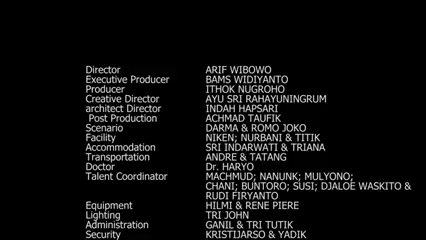 Director ARIF WIBOWO
Executive Producer BAMS WIDIYANTO
Producer ITHOK NUGROHO
Creative Director AYU SRI RAHAYUNINGRUM
architect Director INDAH HAPSARI
Post Production ACHMAD TAUFIK
Scenario DARMA & ROMO JOKO
Facility NIKEN; NURBANI & TITIK
Accommodation SRI INDARWATI & TRIANA
Transportation ANDRE & TATANG
Doctor Dr. HARYO
Talent Coordinator MACHMUD; NANUNK; MULYONO;
CHANI; BUNTORO; SUSI; DJALOE WASKITO &
RUDI FIRYANTO
Equipment HILMI & RENE PIERE
Lighting TRI JOHN
Administration GANIL & TRI TUTIK
Security KRISTIJARSO & YADIK